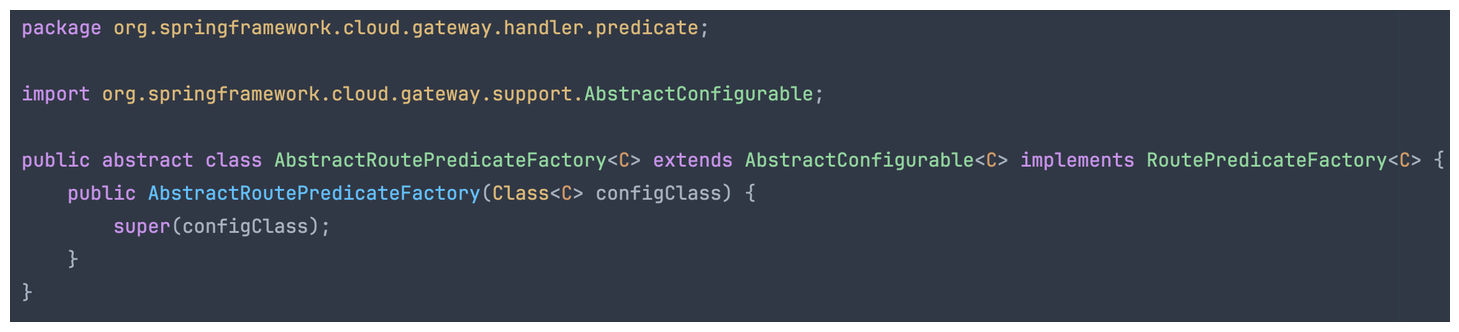 package org.springframework.cloud.gateway.handler.predicate;
import org.springframework.cloud.gateway.support.AbstractConfigurable;
public abstract class AbstractRoutePredicateFactory<C> extends AbstractConfigurable<C> implements RoutePredicateFactory<C> {
    public AbstractRoutePredicateFactory(Class<C> configClass) {
        super(configClass);
    }
}